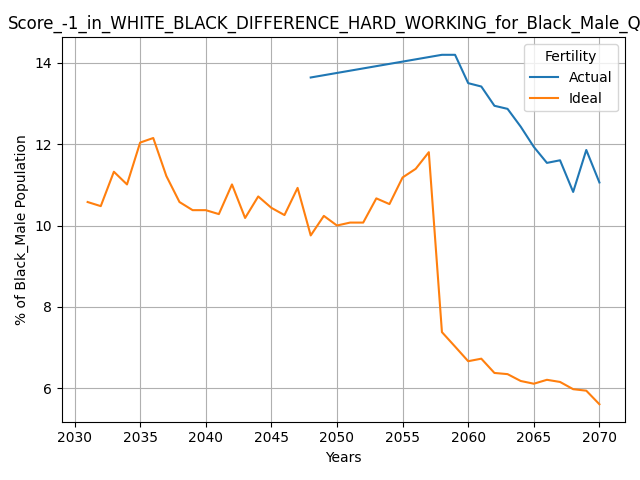 Score_-1_in_WHITE_BLACK_DIFFERENCE_HARD_WORKING_for_Black_Male_Q
Fertility
Actual
Ideal
% of Black_Male Population
14
12
10
8
6
2030 2035 2040 2045 2050 2055 2060 2065 2070
Years